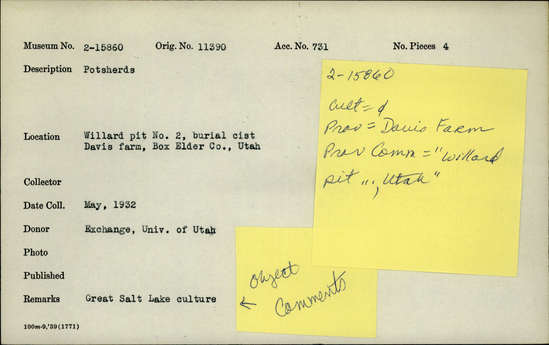 Museum No. 2-15860 Orig. No. 11390 Acc. No. 731 No. Pieces 4
Description Potsherds
2-15860
Cult = ¢
Prov = Davis Farm
Prov Comm = "Willard
pit "; Utah"
Location Willard pit No. 2, burial cist
Davis farm, Box Elder Co., Utah
Collector
Date Coll. May, 1932
Donor Exchange, Univ. of Utah
Photo
Published
Remarks Great Salt Lake culture
Object
← Comments
100m-9,'39(1771)